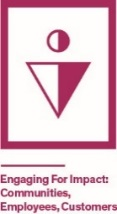 Engaging For Impact:
Communities,
Employees, Customers